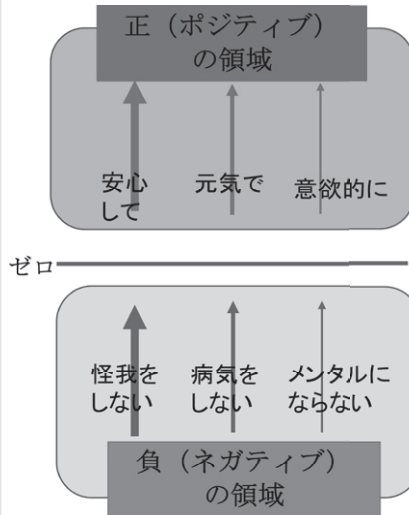 正（ポジティブ）
の領域
安心
して
元気で
意欲的に
ゼロ
怪我を
しない
病気を
しない
メンタルに
ならない
負（ネガティブ）
の領域